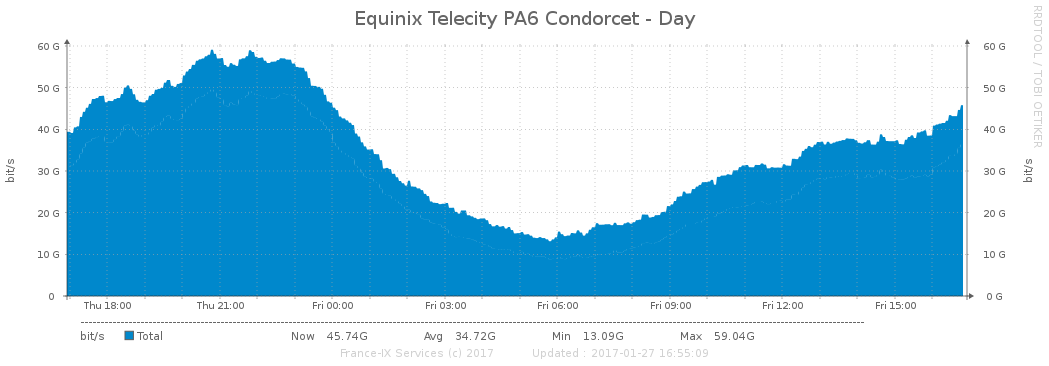 Equinix Telecity PA6 Condorcet - Day
RRDTOOL / TOBI OETIKER
60 G 60 G
50 G 50 G
40 G 40 G
30 G 30 G
20 G 20 G
10 G 10 G
0 0 G
bit/s
bit/s
Thu 18:00 Thu 21:00 Fri 00:00 Fri 03:00 Fri 06:00 Fri 09:00 Fri 12:00 Fri 15:00
bit/s Total Now 45.74G Avg 34.72G Min 13.09G Max 59.04G
France-IX Services (c) 2017 Updated : 2017-01-27 16:55:09